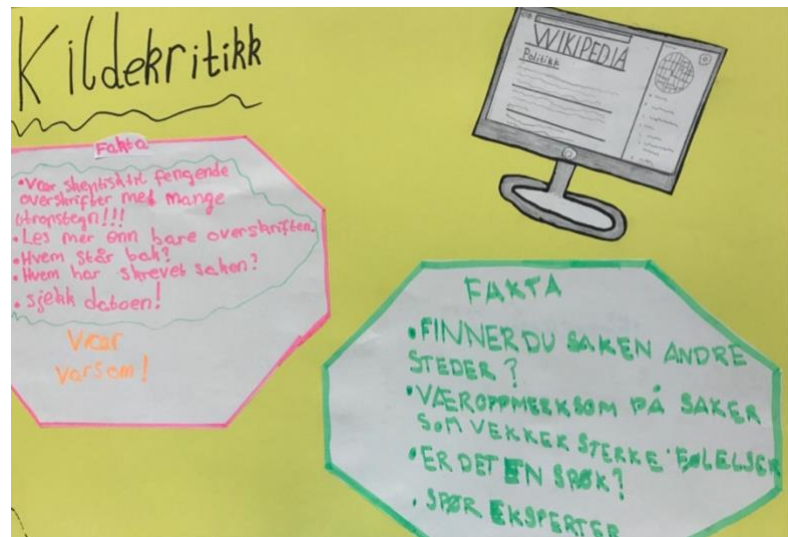 Kildekritikk
WIKIPEDIA
Politikk
Fakta
• Vær skeptisk til fengende
overskrifter med mange
utropstegn!!!
• Les mer enn bare overskriften.
• Hvem står bak?
• Hvem har skrevet saken?
• sjekk datoen!
Vær
varsom!
FAKTA
• FINNER DU SAKEN ANDRE
STEDER?
• VÆR OPPMERKSOM PÅ SAKER
SOM VEKKER STERKE FØLELSER
• ER DET EN SPØK?
• SPØR EKSPERTER